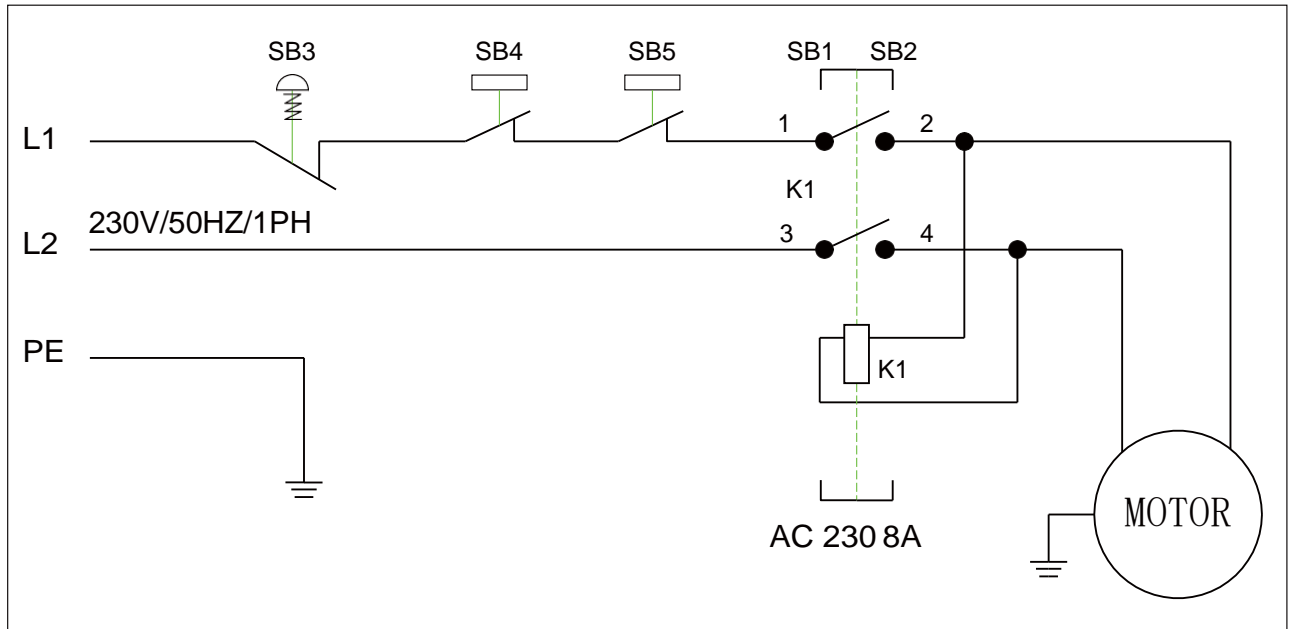 SB3 SB4 SB5 SB1 SB2
L1
1 2
K1
230V/50HZ/1PH
L2
3 4
PE
K1
MOTOR
AC 230 8A